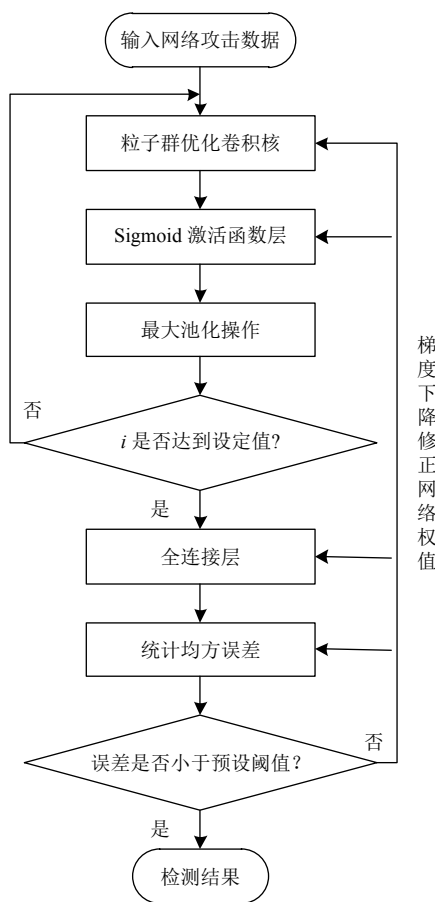 输入网络攻击数据
粒子群优化卷积核
Sigmoid 激活函数层
最大池化操作
否
i 是否达到设定值?
是
全连接层
统计均方误差
误差是否小于预设阈值?
否
是
检测结果
梯度下降修正网络权值